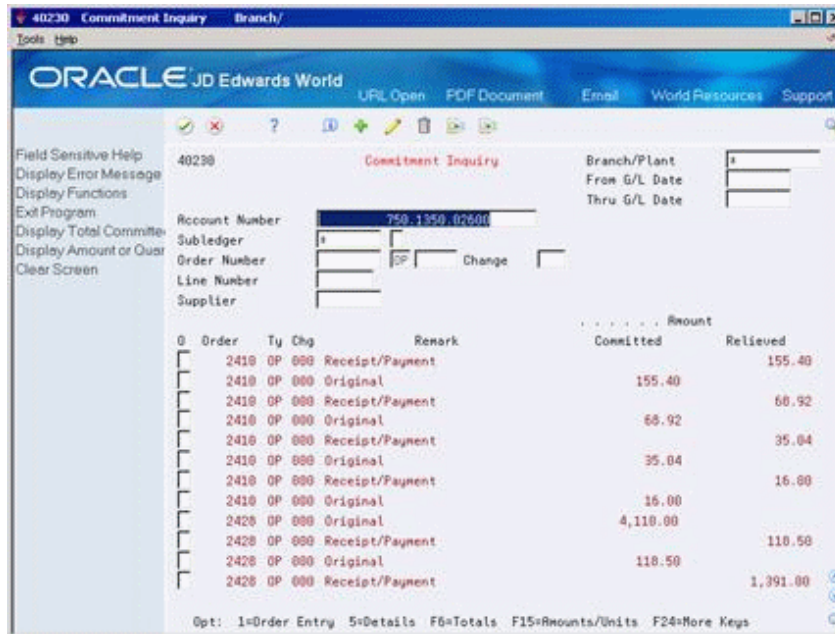 40230 Commitment Inquiry Branch/
Tools Help
ORACLE JD Edwards World
URL Open PDF Document Email World Resources Support
Field Sensitive Help
Display Error Message
Display Functions
Exit Program
Display Total Committe
Display Amount or Quan
Clear Screen
40230 Commitment Inquiry Branch/Plant *
From G/L Date
Thru G/L Date
Account Number 750.1350.02600
Subledger *
Order Number OP Change
Line Number
Supplier
. . . . . . Amount
O Order Ty Chg Remark Committed Relieved
2410 OP 000 Receipt/Payment 155.40
2410 OP 000 Original 155.40
2410 OP 000 Receipt/Payment 68.92
2410 OP 000 Original 68.92
2410 OP 000 Receipt/Payment 35.04
2410 OP 000 Original 35.04
2410 OP 000 Receipt/Payment 16.00
2410 OP 000 Original 16.00
2428 OP 000 Original 4,110.00
2428 OP 000 Receipt/Payment 118.50
2428 OP 000 Original 118.50
2428 OP 000 Receipt/Payment 1,391.00
Opt: 1=Order Entry 5=Details F6=Totals F15=Amounts/Units F24=More Keys